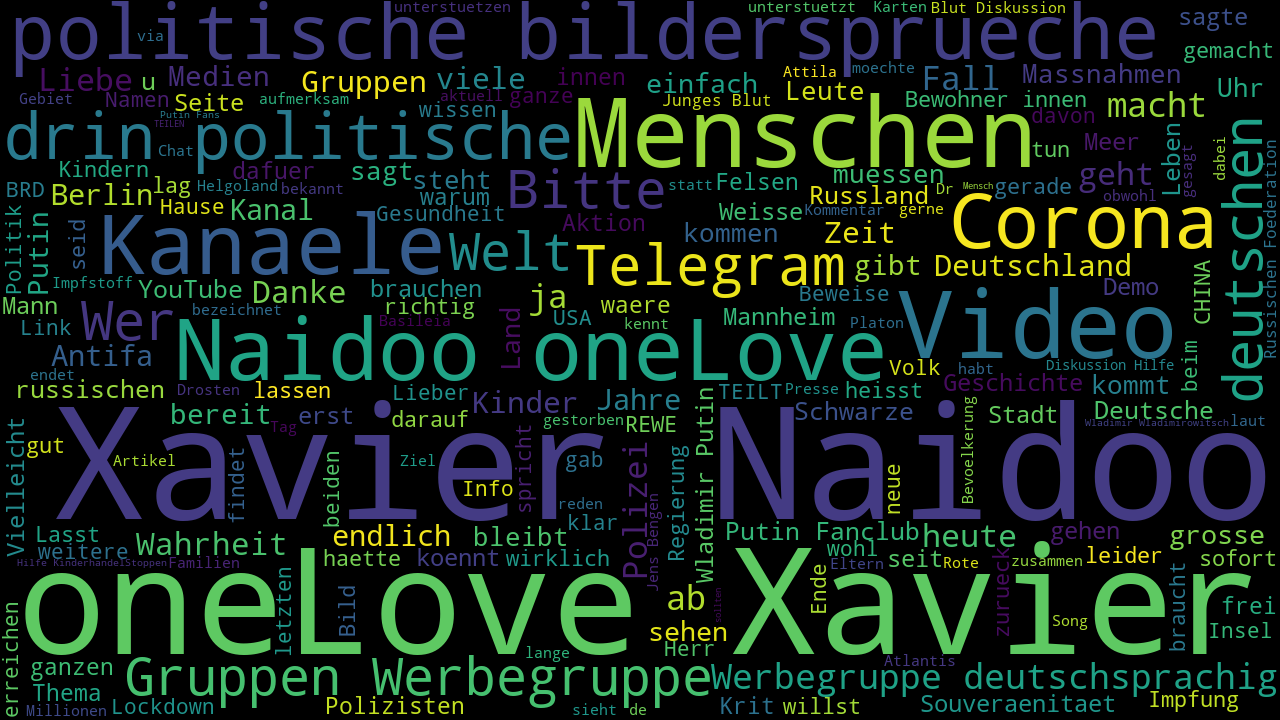 unterstuetzen
unterstuetzt
Karten
Blut Diskussion
politische bildersprueche
via
sagte
gemacht
Liebe
u
Medien
Gruppen
viele
innen
einfach
Attila
moechte
Leute
Fall
Massnahmen
Uhr
Gebiet
Namen
Seite
aufmerksam
aktuell
ganze
wissen
Junges Blut
Bewohner
innen
davon
macht
Putin Fans
TEILEN
drin
politische
Menschen
Chat
tun
Meer
Leben
gesagt
dabei
deutschen
Russischen Foederation
Kindern
dafuer
sagt
steht
warum
Bitte
statt
Felsen
muessen
Russland
Dr
Mensch
gerade
geht
obwohl
BRD
Berlin
lag
Helgoland
bekannt
Hause
Kanal
Gesundheit
Aktion
Weisse
Kommentar
gerne
Corona
Politik
Putin
seid
Kanaele
Welt
kommen
Zeit
Telegram
gibt
Deutschland
Impfstoff
YouTube
Danke
brauchen
ja
waere
Beweise
Demo
CHINA
Mann
bezeichnet
richtig
Land
Link
Wer
Basileia
USA
kennt
Mannheim
Platon
Video
Naidoo oneLove
Antifa
Volk
habt
Diskussion Hilfe
beim
endet
russischen
Drosten
lassen
Lieber
Kinder
Jahre
TEILT
Presse
heisst
Geschichte
kommt
Xavier
Naidoo
bereit
erst
Tag
darauf
gestorben
REWE
Wladimir Putin
Schwarze
Bevoelkerung
Stadt
Deutsche
Wladimir Wladimirowitsch
laut
Vielleicht
gut
Artikel
findet
beiden
Ziel
spricht
gab
Info
Polizei
Regierung
neue
reden
klar
Jens Bengen
Lasst
weitere
Wahrheit
endlich
bleibt
Putin Fanclub
heute
gehen
grosse
Hilfe KinderhandelStoppen
Familien
haette
koennt
wirklich
wohl
Eltern
seit
Rote
zurueck
zusammen
leider
sofort
oneLove
Xavier
letzten
Bild
ab
sollten
Ende
Song
braucht
frei
Insel
erreichen
sehen
Herr
lange
Atlantis
ganzen
Gruppen Werbegruppe
Werbegruppe deutschsprachig
Thema
Millionen
Lockdown
Polizisten
sieht
de
Krit
willst
Souveraenitaet
Impfung